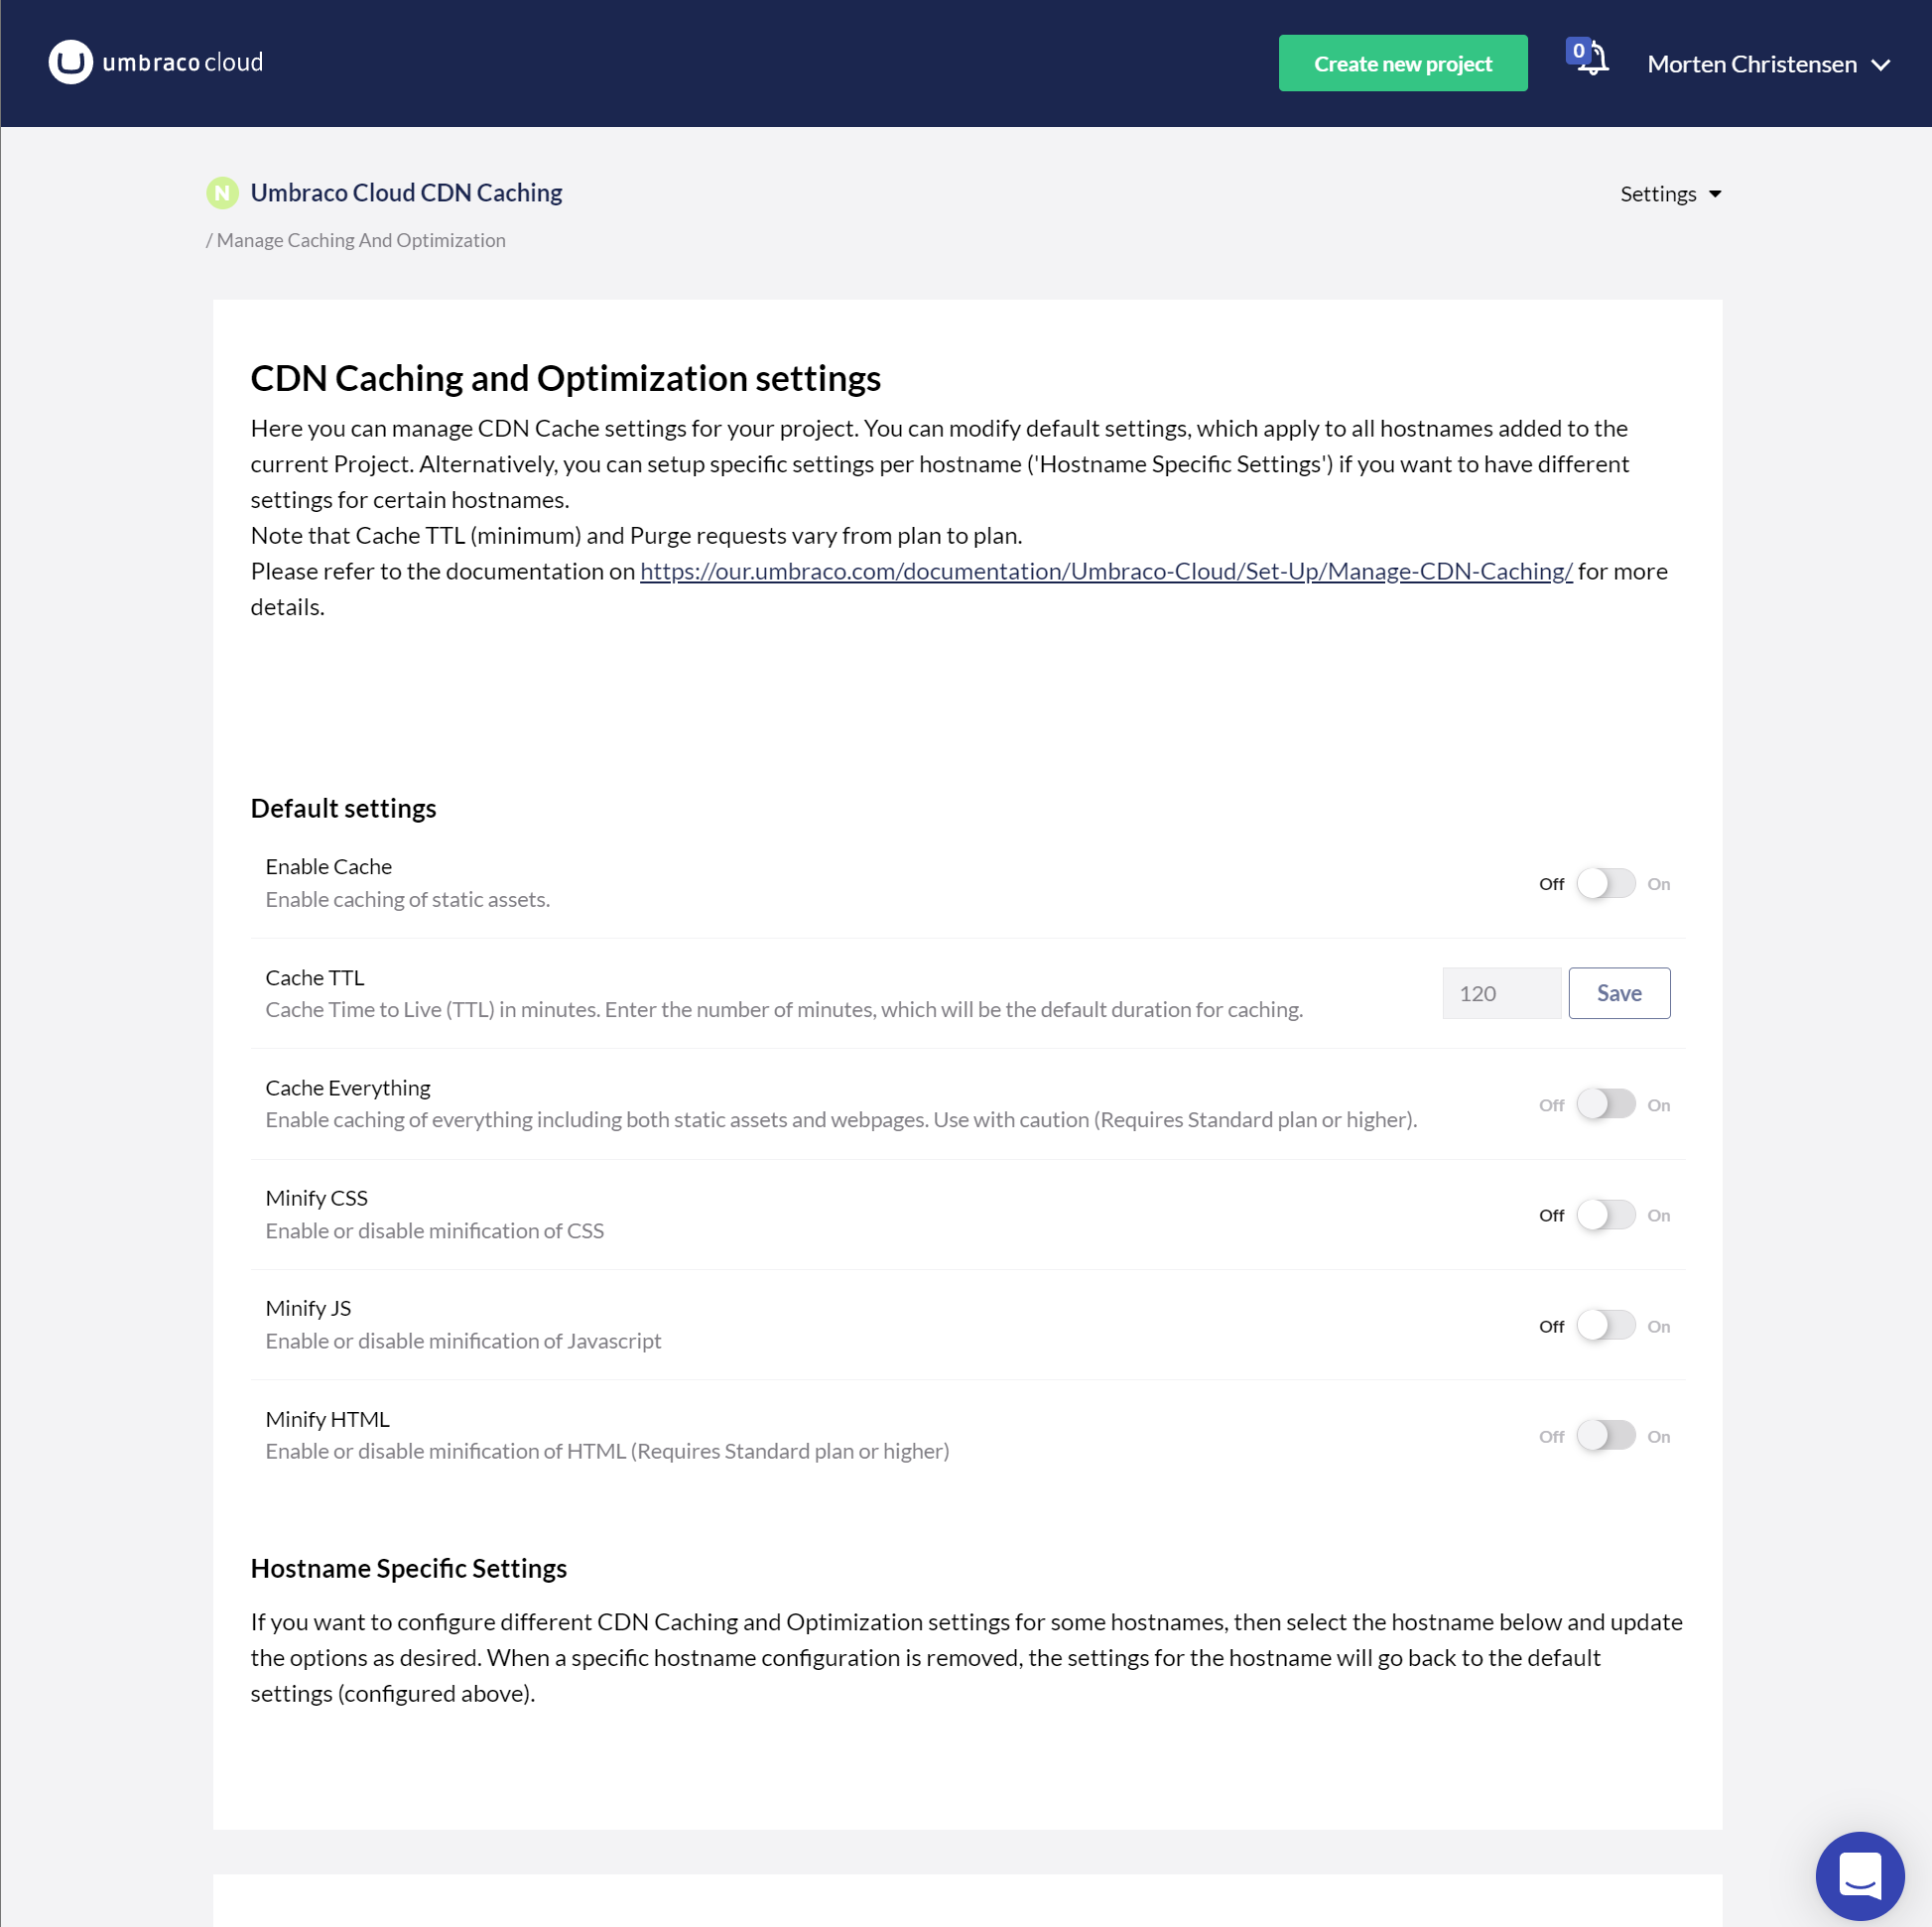 umbraco cloud
Create new project
0
Morten Christensen
N
Umbraco Cloud CDN Caching
Settings
/ Manage Caching And Optimization
CDN Caching and Optimization settings
Here you can manage CDN Cache settings for your project. You can modify default settings, which apply to all hostnames added to the
current Project. Alternatively, you can setup specific settings per hostname ('Hostname Specific Settings') if you want to have different
settings for certain hostnames.
Note that Cache TTL (minimum) and Purge requests vary from plan to plan.
Please refer to the documentation on https://our.umbraco.com/documentation/Umbraco-Cloud/Set-Up/Manage-CDN-Caching/ for more
details.
Default settings
Enable Cache
Enable caching of static assets.
Off On
Cache TTL
Cache Time to Live (TTL) in minutes. Enter the number of minutes, which will be the default duration for caching.
120 Save
Cache Everything
Enable caching of everything including both static assets and webpages. Use with caution (Requires Standard plan or higher).
Off On
Minify CSS
Enable or disable minification of CSS
Off On
Minify JS
Enable or disable minification of Javascript
Off On
Minify HTML
Enable or disable minification of HTML (Requires Standard plan or higher)
Off On
Hostname Specific Settings
If you want to configure different CDN Caching and Optimization settings for some hostnames, then select the hostname below and update
the options as desired. When a specific hostname configuration is removed, the settings for the hostname will go back to the default
settings (configured above).